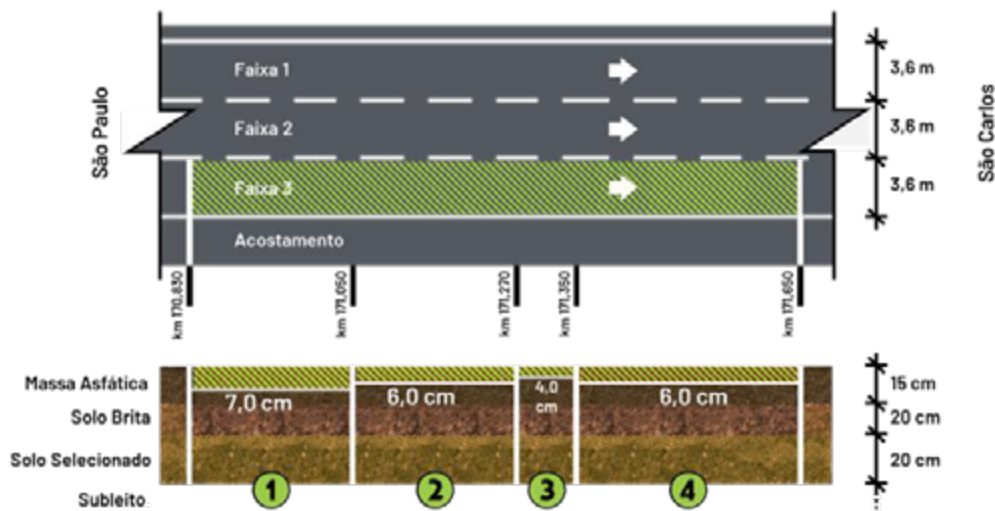 São Paulo
Faixa 1
Faixa 2
Faixa 3
Acostamento
3,6 m
3,6 m
3,6 m
São Carlos
km 170,830
km 171,050
km 171,270
km 171,350
km 171,650
Massa Asfática
Solo Brita
Solo Selecionado
Subleito
7,0 cm
6,0 cm
4,0
cm
6,0 cm
15 cm
20 cm
20 cm
1
2
3
4